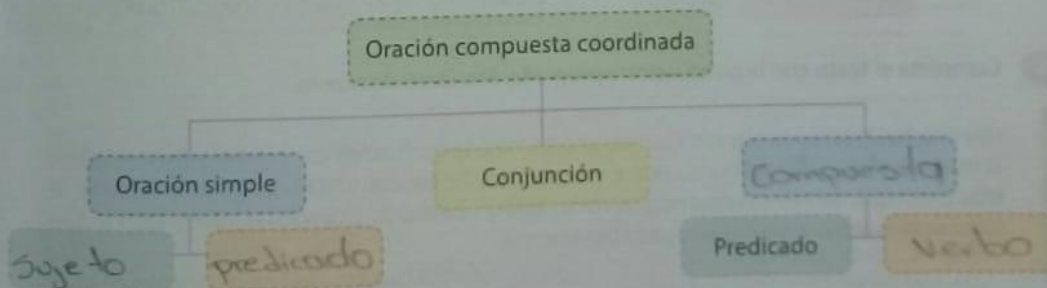 Oración compuesta coordinada
Oración simple
Conjunción
Compuesta
Sujeto
predicado
Predicado
Verbo